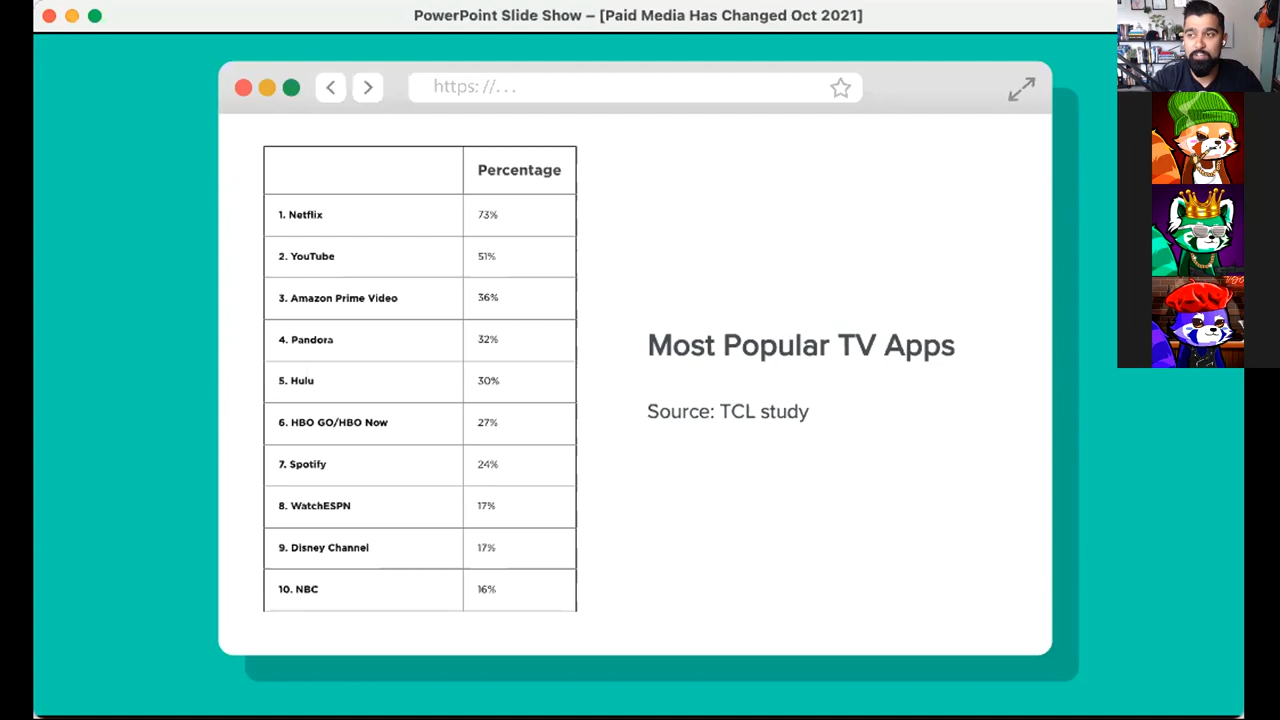 PowerPoint Slide Show – [Paid Media Has Changed Oct 2021]
https: //. . .
Percentage
1. Netflix 73%
2. YouTube 51%
3. Amazon Prime Video 36%
4. Pandora 32%
5. Hulu 30%
6. HBO GO/HBO Now 27%
7. Spotify 24%
8. WatchESPN 17%
9. Disney Channel 17%
10. NBC 16%
Most Popular TV Apps
Source: TCL study